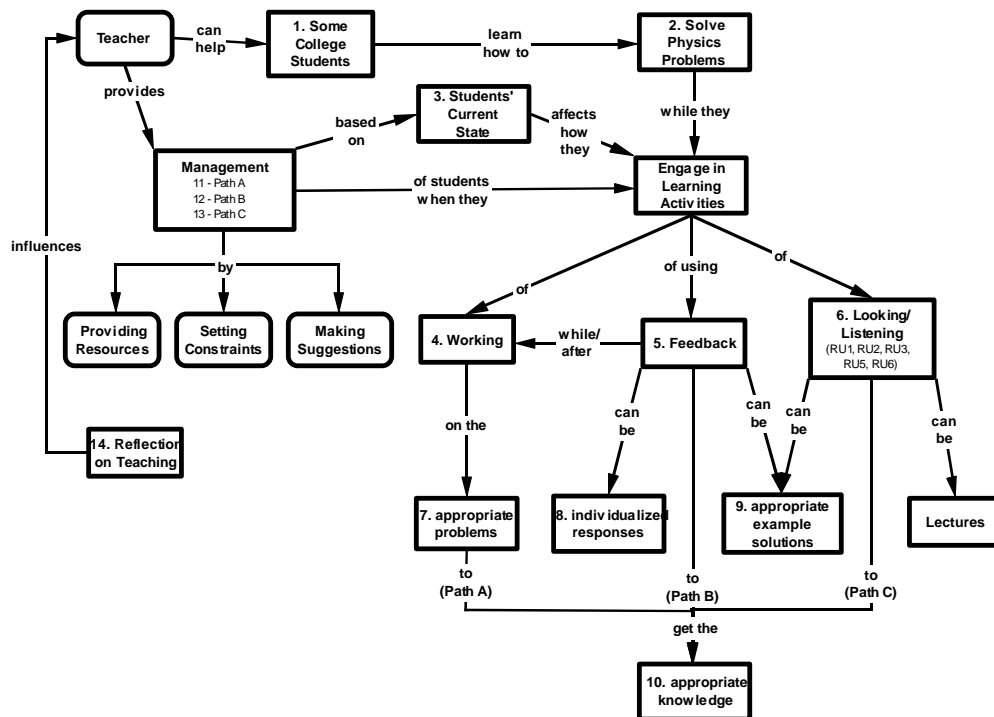 Teacher
can
help
1. Some
College
Students
learn
how to
2. Solve
Physics
Problems
provides
based
on
3. Students'
Current
State
affects
how
they
while they
Management
11 - Path A
12 - Path B
13 - Path C
of students
when they
Engage in
Learning
Activities
influences
by
of
of using
of
Providing
Resources
Setting
Constraints
Making
Suggestions
4. Working
while/
after
5. Feedback
6. Looking/
Listening
(RU1, RU2, RU3,
RU5, RU6)
on the
can
be
can
be
can
be
can
be
14. Reflection
on Teaching
7. appropriate
problems
8. individualized
responses
9. appropriate
example
solutions
Lectures
to
(Path A)
to
(Path B)
to
(Path C)
get the
10. appropriate
knowledge